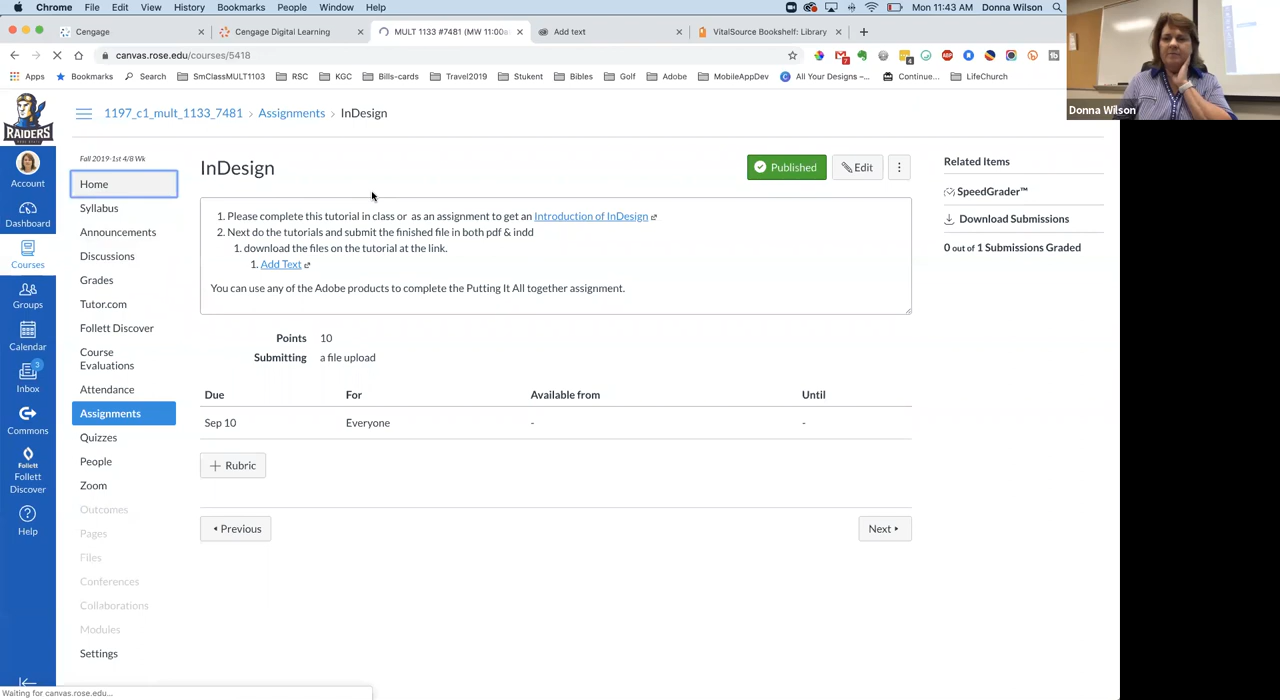 Chrome File Edit View History Bookmarks People Window Help
Mon 11:43 AM Donna Wilson
Cengage
Cengage Digital Learning
MULT 1133 #7481 (MW 11:00a
Add text
VitalSource Bookshelf: Library
canvas.rose.edu/courses/5418
Apps Bookmarks Search SmClassMULT1103 RSC KGC Bills-cards Travel2019 Stukent Bibles Golf Adobe MobileAppDev All Your Designs –... Continue... LifeChurch
Donna Wilson
RAIDERS
Account
Dashboard
Courses
Groups
Calendar
3
Inbox
Commons
Follett
Follett
Discover
Help
1197_c1_mult_1133_7481 > Assignments > InDesign
Fall 2019-1st 4/8 Wk
Home
Syllabus
Announcements
Discussions
Grades
Tutor.com
Follett Discover
Course
Evaluations
Attendance
Assignments
Quizzes
People
Zoom
Outcomes
Pages
Files
Conferences
Collaborations
Modules
Settings
InDesign
Published
Edit
1. Please complete this tutorial in class or as an assignment to get an Introduction of InDesign
2. Next do the tutorials and submit the finished file in both pdf & indd
1. download the files on the tutorial at the link.
1. Add Text
You can use any of the Adobe products to complete the Putting It All together assignment.
Points 10
Submitting a file upload
Due For Available from Until
Sep 10 Everyone - -
+ Rubric
Previous
Next
Related Items
SpeedGrader™
Download Submissions
0 out of 1 Submissions Graded
Waiting for canvas.rose.edu...